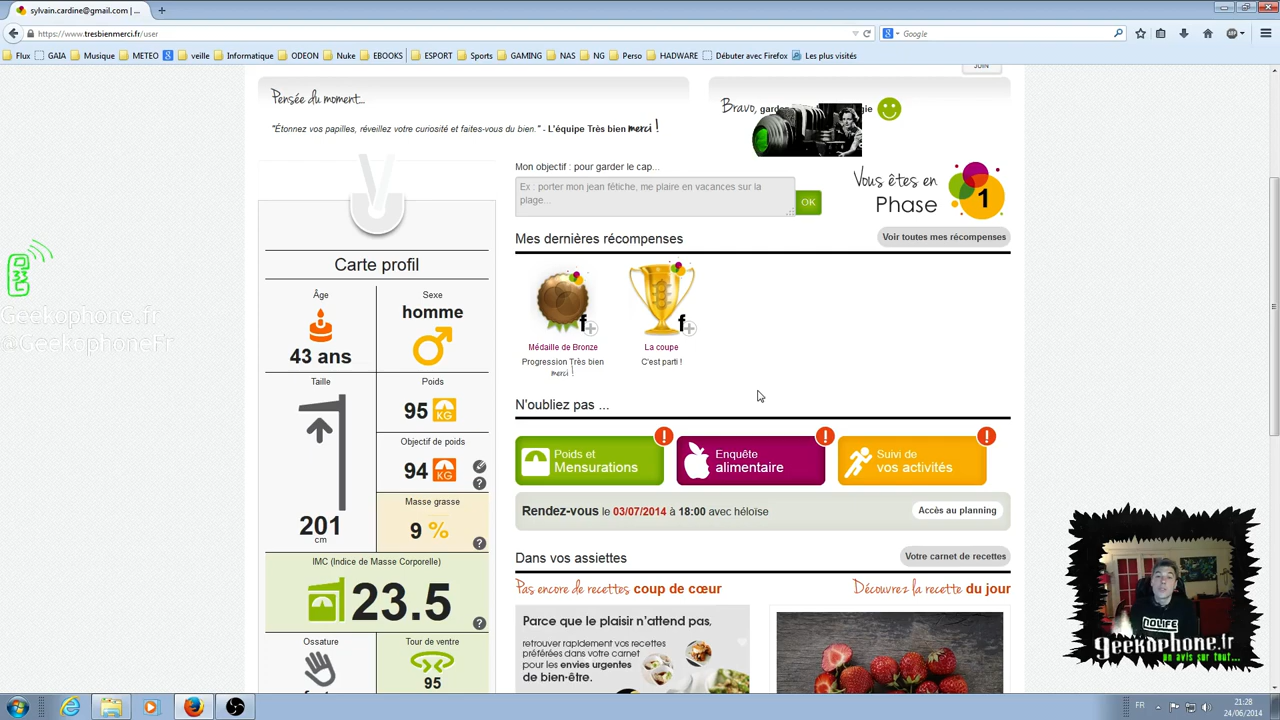 sylvain.cardine@gmail.com | ...
https://www.tresbienmerci.fr/user
Google
Flux GAIA Musique METEO veille Informatique ODEON Nuke EBOOKS ESPORT Sports GAMING NAS NG Perso HADWARE Débuter avec Firefox Les plus visités
JUIN
Pensée du moment...
"Étonnez vos papilles, réveillez votre curiosité et faites-vous du bien." - L'équipe Très bien merci !
Bravo,
Mon objectif : pour garder le cap...
Ex : porter mon jean fétiche, me plaire en vacances sur la
plage...
OK
Vous êtes en
Phase
1
Mes dernières récompenses
Voir toutes mes récompenses
Médaille de Bronze
Progression Très bien
merci !
La coupe
C'est parti !
Carte profil
Âge
43 ans
Sexe
homme
Taille
201
cm
Poids
95 KG
Objectif de poids
94 KG
Masse grasse
9 %
IMC (Indice de Masse Corporelle)
23.5
Ossature
Tour de ventre
95
N'oubliez pas ...
Poids et
Mensurations
Enquête
alimentaire
Suivi de
vos activités
Rendez-vous le 03/07/2014 à 18:00 avec héloïse
Accès au planning
Dans vos assiettes
Votre carnet de recettes
Pas encore de recettes coup de cœur
Découvrez la recette du jour
Parce que le plaisir n'attend pas,
retrouver rapidement vos recettes
préférées dans votre carnet
pour les envies urgentes
de bien-être.
Geekophone.fr
@GeekophoneFr
NOLIFE
geekophone.fr
un avis sur tout...
FR
21:28
24/06/2014